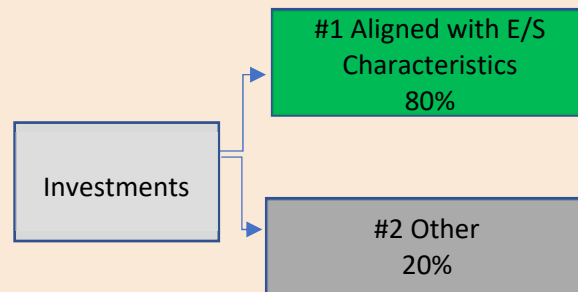 #1 Aligned with E/S
Characteristics
80%
Investments
#2 Other
20%